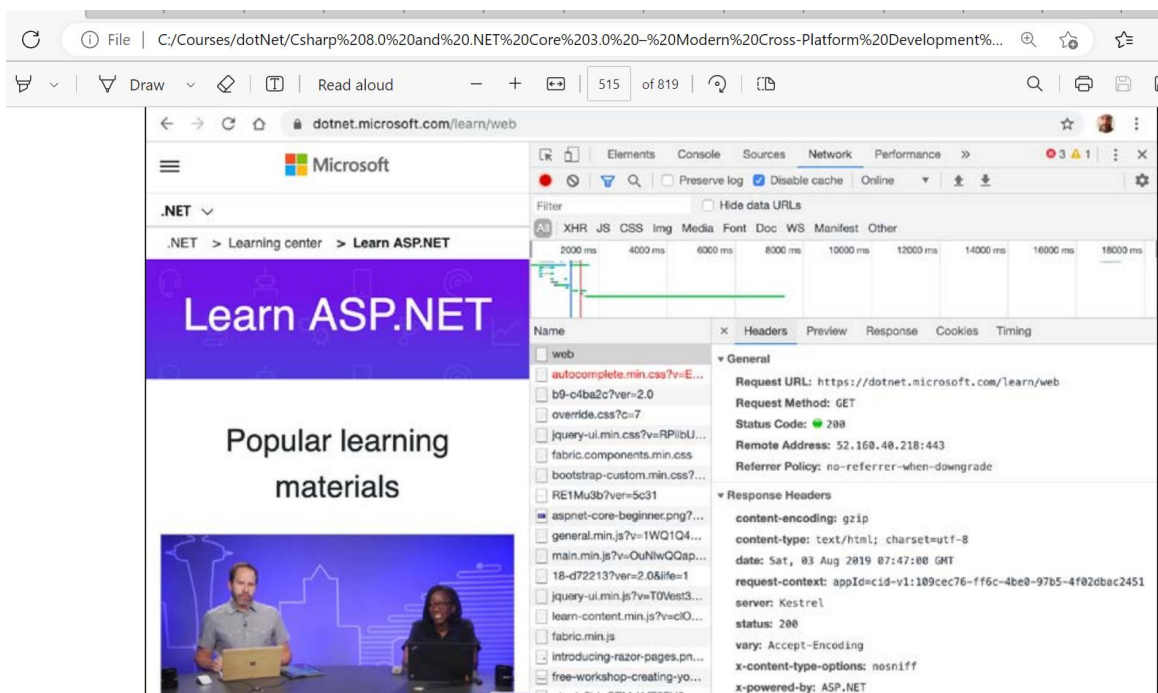 File | C:/Courses/dotNet/Csharp%208.0%20and%20.NET%20Core%203.0%20–%20Modern%20Cross-Platform%20Development%...
Draw Read aloud 515 of 819
dotnet.microsoft.com/learn/web
Microsoft
.NET
.NET > Learning center > Learn ASP.NET
Learn ASP.NET
Popular learning
materials
Elements Console Sources Network Performance » 3 1
Preserve log Disable cache Online
Filter Hide data URLs
All XHR JS CSS Img Media Font Doc WS Manifest Other
2000 ms 4000 ms 6000 ms 8000 ms 10000 ms 12000 ms 14000 ms 16000 ms 18000 ms
Name
web
autocomplete.min.css?v=E...
b9-c4ba2c?ver=2.0
override.css?c=7
jquery-ui.min.css?v=RPiIbU...
fabric.components.min.css
bootstrap-custom.min.css?...
RE1Mu3b?ver=5c31
aspnet-core-beginner.png?...
general.min.js?v=1WQ1Q4...
main.min.js?v=OuNlwQQap...
18-d72213?ver=2.0&iife=1
jquery-ui.min.js?v=T0Vest3...
learn-content.min.js?v=clO...
fabric.min.js
introducing-razor-pages.pn...
free-workshop-creating-yo...
× Headers Preview Response Cookies Timing
General
Request URL: https://dotnet.microsoft.com/learn/web
Request Method: GET
Status Code: 200
Remote Address: 52.160.40.218:443
Referrer Policy: no-referrer-when-downgrade
Response Headers
content-encoding: gzip
content-type: text/html; charset=utf-8
date: Sat, 03 Aug 2019 07:47:00 GMT
request-context: appId=cid-v1:109cec76-ff6c-4be0-97b5-4f02dbac2451
server: Kestrel
status: 200
vary: Accept-Encoding
x-content-type-options: nosniff
x-powered-by: ASP.NET